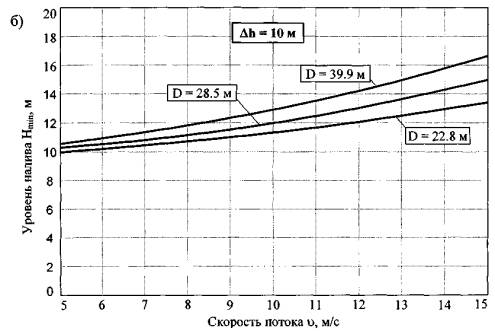 б)
Δh = 10 м
D = 39.9 м
D = 28.5 м
D = 22.8 м
Уровень налива Hmin, м
20
18
16
14
12
10
8
6
4
2
0
5 6 7 8 9 10 11 12 13 14 15
Скорость потока υ, м/с